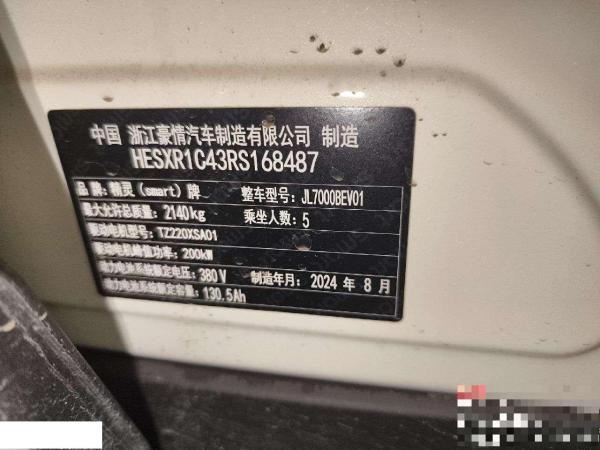 中国 浙江豪情汽车制造有限公司 制造
HESXR1C43RS168487
品牌：精灵(smart)牌 整车型号：JL7000BEV01
最大允许总质量：2140kg 乘坐人数：5
驱动电机型号：TZ220XSA01
驱动电机峰值功率：200kW
动力电池系统额定电压：380V 制造年月：2024 年 8 月
动力电池系统额定容量：130.5Ah